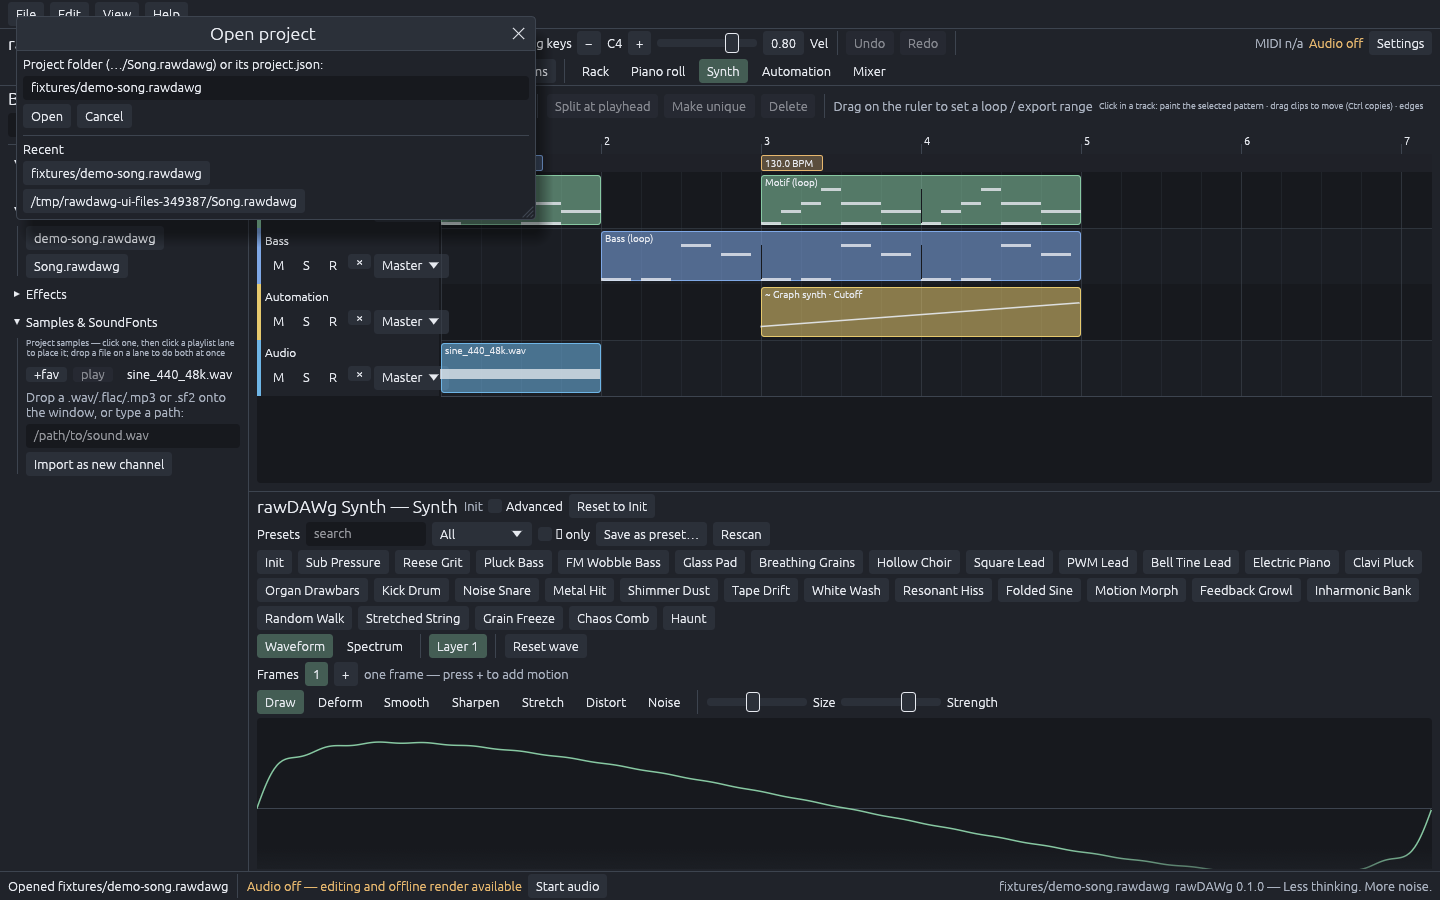 File Edit View Help
Open project
g keys − C4 + 0.80 Vel Undo Redo MIDI n/a Audio off Settings
ns Rack Piano roll Synth Automation Mixer
Project folder (.../Song.rawdawg) or its project.json:
fixtures/demo-song.rawdawg
Open Cancel
Recent
fixtures/demo-song.rawdawg
/tmp/rawdawg-ui-files-349387/Song.rawdawg
Split at playhead Make unique Delete Drag on the ruler to set a loop / export range Click in a track: paint the selected pattern · drag clips to move (Ctrl copies) · edges
2 3 4 5 7
130.0 BPM
Motif (loop)
demo-song.rawdawg
Song.rawdawg
Effects
Samples & SoundFonts
Project samples — click one, then click a playlist lane
to place it; drop a file on a lane to do both at once
+fav play sine_440_48k.wav
Drop a .wav/.flac/.mp3 or .sf2 onto
the window, or type a path:
/path/to/sound.wav
Import as new channel
Bass
M S R × Master
Bass (loop)
Automation
M S R × Master
~ Graph synth · Cutoff
Audio
M S R × Master
sine_440_48k.wav
rawDAWg Synth — Synth Init Advanced Reset to Init
Presets search All only Save as preset... Rescan
Init Sub Pressure Reese Grit Pluck Bass FM Wobble Bass Glass Pad Breathing Grains Hollow Choir Square Lead PWM Lead Bell Tine Lead Electric Piano Clavi Pluck
Organ Drawbars Kick Drum Noise Snare Metal Hit Shimmer Dust Tape Drift White Wash Resonant Hiss Folded Sine Motion Morph Feedback Growl Inharmonic Bank
Random Walk Stretched String Grain Freeze Chaos Comb Haunt
Waveform Spectrum Layer 1 Reset wave
Frames 1 + one frame — press + to add motion
Draw Deform Smooth Sharpen Stretch Distort Noise Size Strength
Opened fixtures/demo-song.rawdawg Audio off — editing and offline render available Start audio fixtures/demo-song.rawdawg rawDAWg 0.1.0 — Less thinking. More noise.